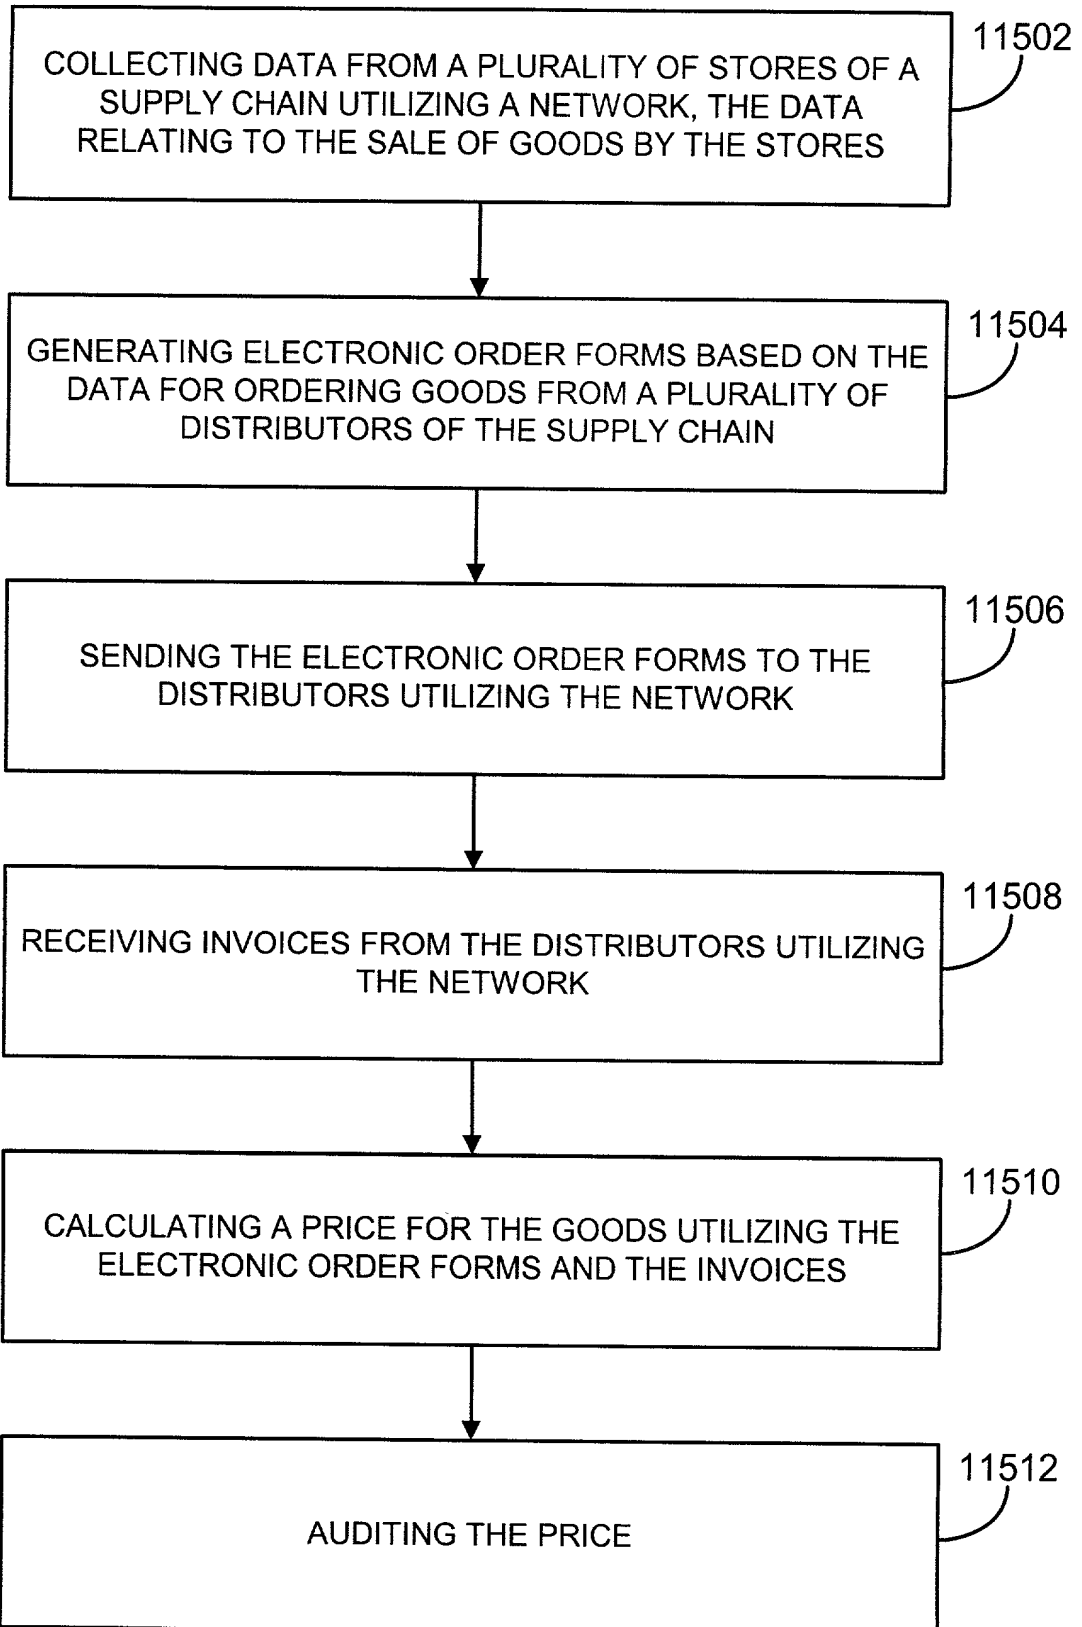 11502
COLLECTING DATA FROM A PLURALITY OF STORES OF A
SUPPLY CHAIN UTILIZING A NETWORK, THE DATA
RELATING TO THE SALE OF GOODS BY THE STORES
11504
GENERATING ELECTRONIC ORDER FORMS BASED ON THE
DATA FOR ORDERING GOODS FROM A PLURALITY OF
DISTRIBUTORS OF THE SUPPLY CHAIN
11506
SENDING THE ELECTRONIC ORDER FORMS TO THE
DISTRIBUTORS UTILIZING THE NETWORK
11508
RECEIVING INVOICES FROM THE DISTRIBUTORS UTILIZING
THE NETWORK
11510
CALCULATING A PRICE FOR THE GOODS UTILIZING THE
ELECTRONIC ORDER FORMS AND THE INVOICES
11512
AUDITING THE PRICE